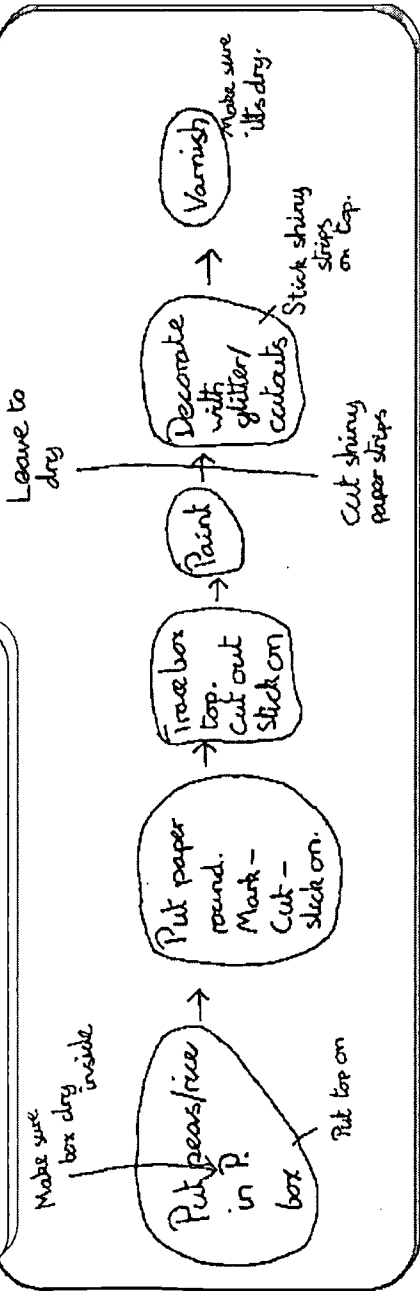 Make sure
box dry
inside
Put peas/rice
in P.
box
Put top on
Put paper
round.
Mark-
Cut-
stick on.
Trace box
top.
Cut out
Stick on
Paint
Leave to
dry
Cut shiny
paper strips
Decorate
with
glitter/
cutouts
Stick shiny
strips
on top.
Varnish
Make sure
it's dry.